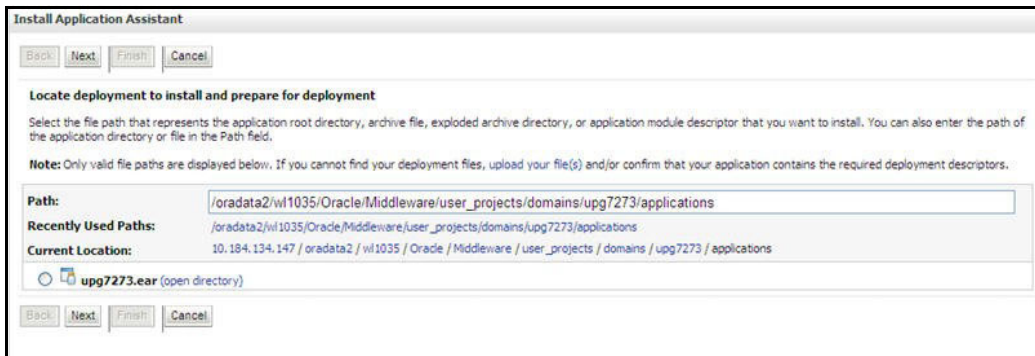 Install Application Assistant
Back Next Finish Cancel
Locate deployment to install and prepare for deployment
Select the file path that represents the application root directory, archive file, exploded archive directory, or application module descriptor that you want to install. You can also enter the path of
the application directory or file in the Path field.
Note: Only valid file paths are displayed below. If you cannot find your deployment files, upload your file(s) and/or confirm that your application contains the required deployment descriptors.
Path: /oradata2/wl1035/Oracle/Middleware/user_projects/domains/upg7273/applications
Recently Used Paths: /oradata2/wl1035/Oracle/Middleware/user_projects/domains/upg7273/applications
Current Location: 10.184.134.147 / oradata2 / wl1035 / Oracle / Middleware / user_projects / domains / upg7273 / applications
upg7273.ear (open directory)
Back Next Finish Cancel